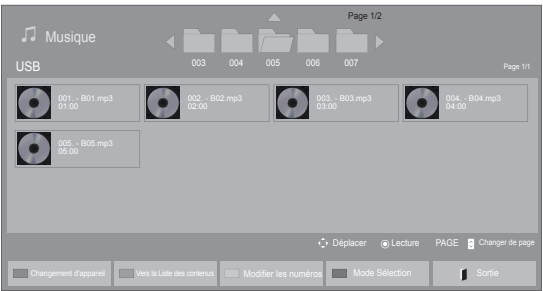 Page 1/2
Musique
003 004 005 006 007
USB
Page 1/1
001. - B01.mp3
01:00
002. - B02.mp3
02:00
003. - B03.mp3
03:00
004. - B04.mp3
04:00
005. - B05.mp3
05:00
Déplacer Lecture PAGE Changer de page
Changement d'appareil Vers la Liste des contenus Modifier les numéros Mode Sélection Sortie